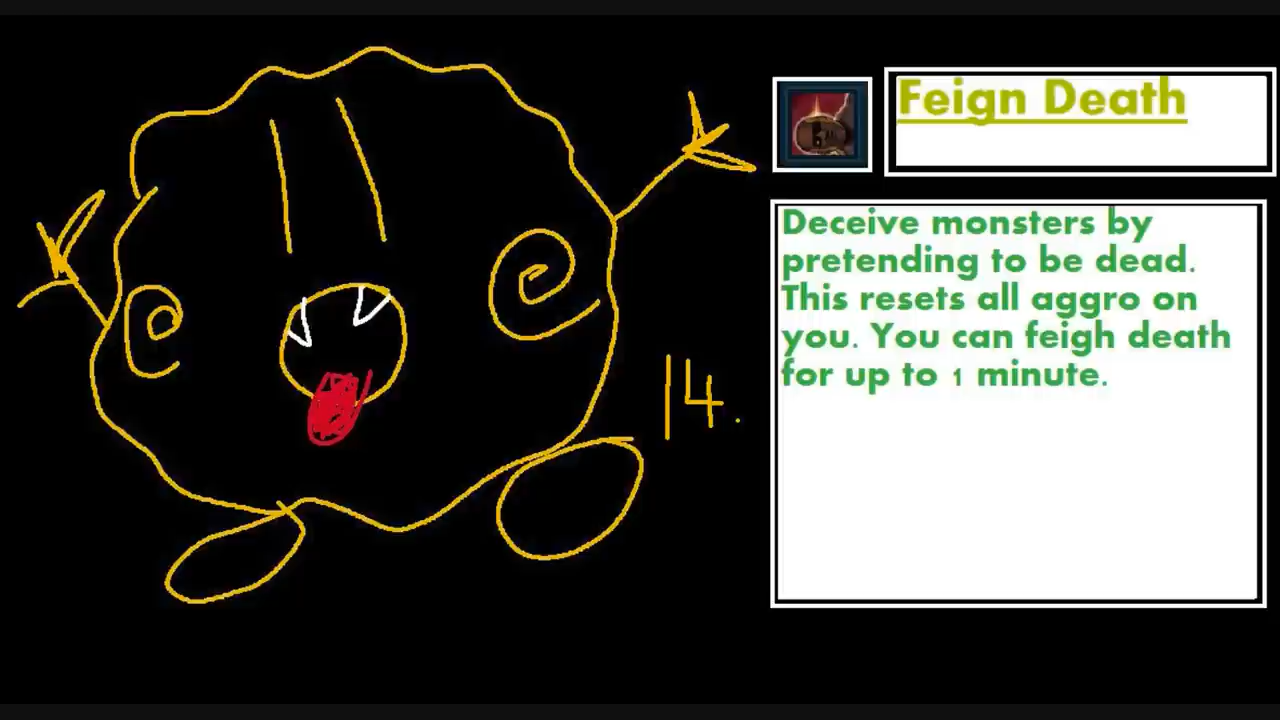 Feign Death
Deceive monsters by
pretending to be dead.
This resets all aggro on
you. You can feigh death
for up to 1 minute.
14.